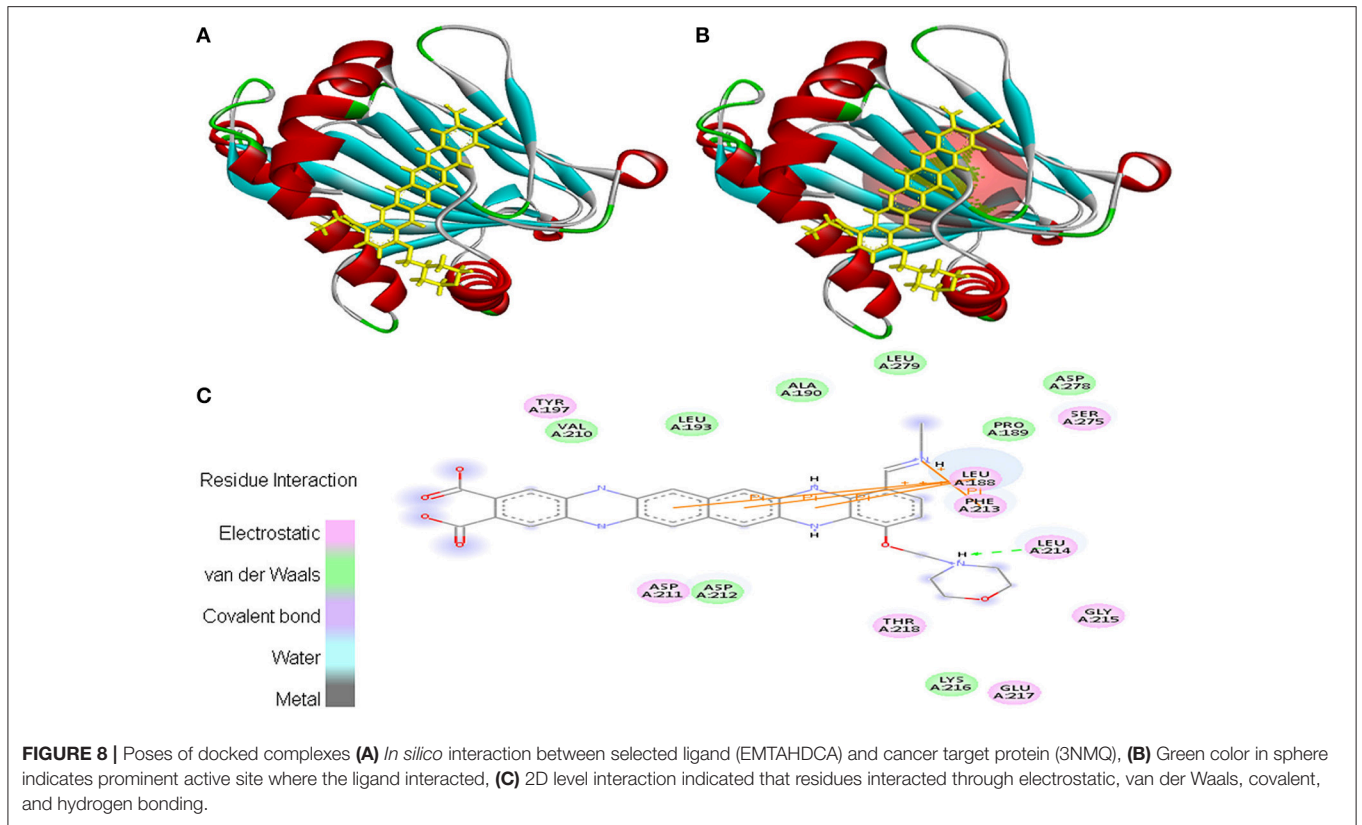 A
B
C
LEU
A:279
ALA
A:190
ASP
A:278
TYR
A:197
SER
A:275
LEU
A:193
PRO
A:189
VAL
A:210
N
H
Residue Interaction
O
H
LEU
A:188
N
N
+
+ + +
Pi
O
Pi
Pi
Pi
PHE
A:213
Electrostatic
O
N
N
H
O
H
LEU
A:214
O
N
van der Waals
ASP
A:211
ASP
A:212
O
GLY
A:215
Covalent bond
THR
A:218
Water
LYS
A:216
GLU
A:217
Metal
FIGURE 8 | Poses of docked complexes (A) In silico interaction between selected ligand (EMTAHDCA) and cancer target protein (3NMQ), (B) Green color in sphere
indicates prominent active site where the ligand interacted, (C) 2D level interaction indicated that residues interacted through electrostatic, van der Waals, covalent,
and hydrogen bonding.